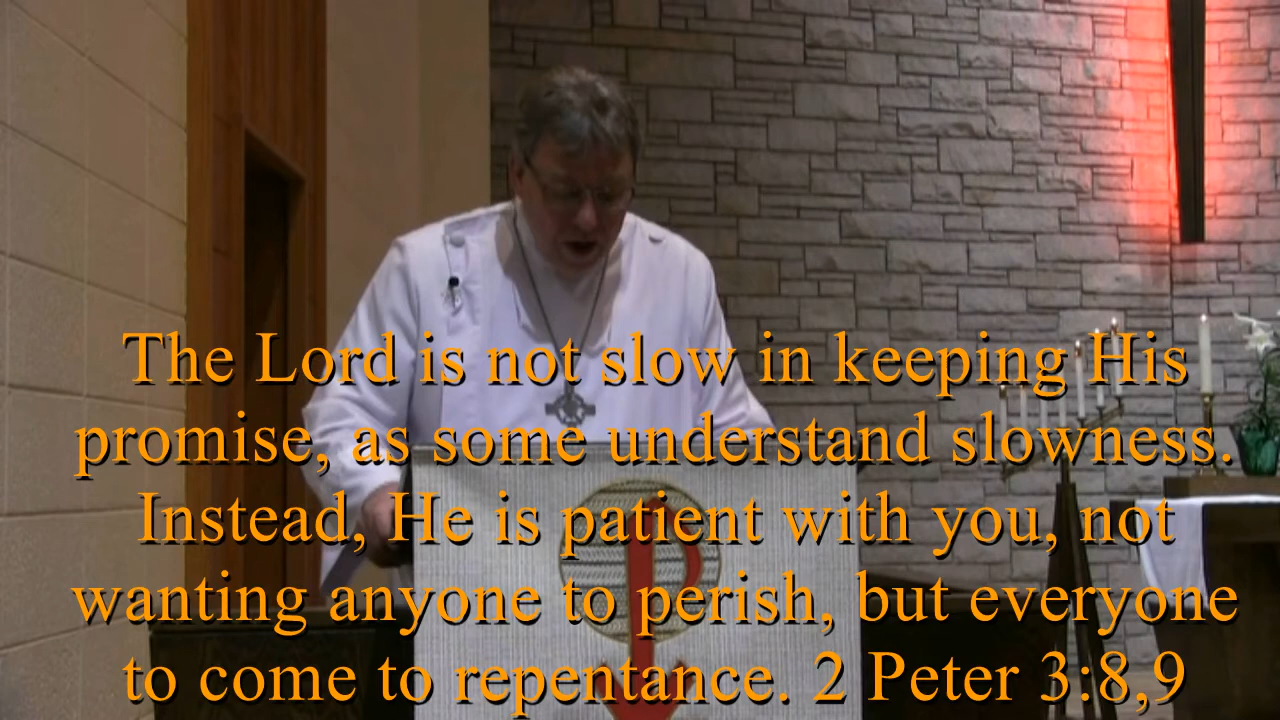 The Lord is not slow in keeping His
promise, as some understand slowness.
Instead, He is patient with you, not
wanting anyone to perish, but everyone
to come to repentance. 2 Peter 3:8,9